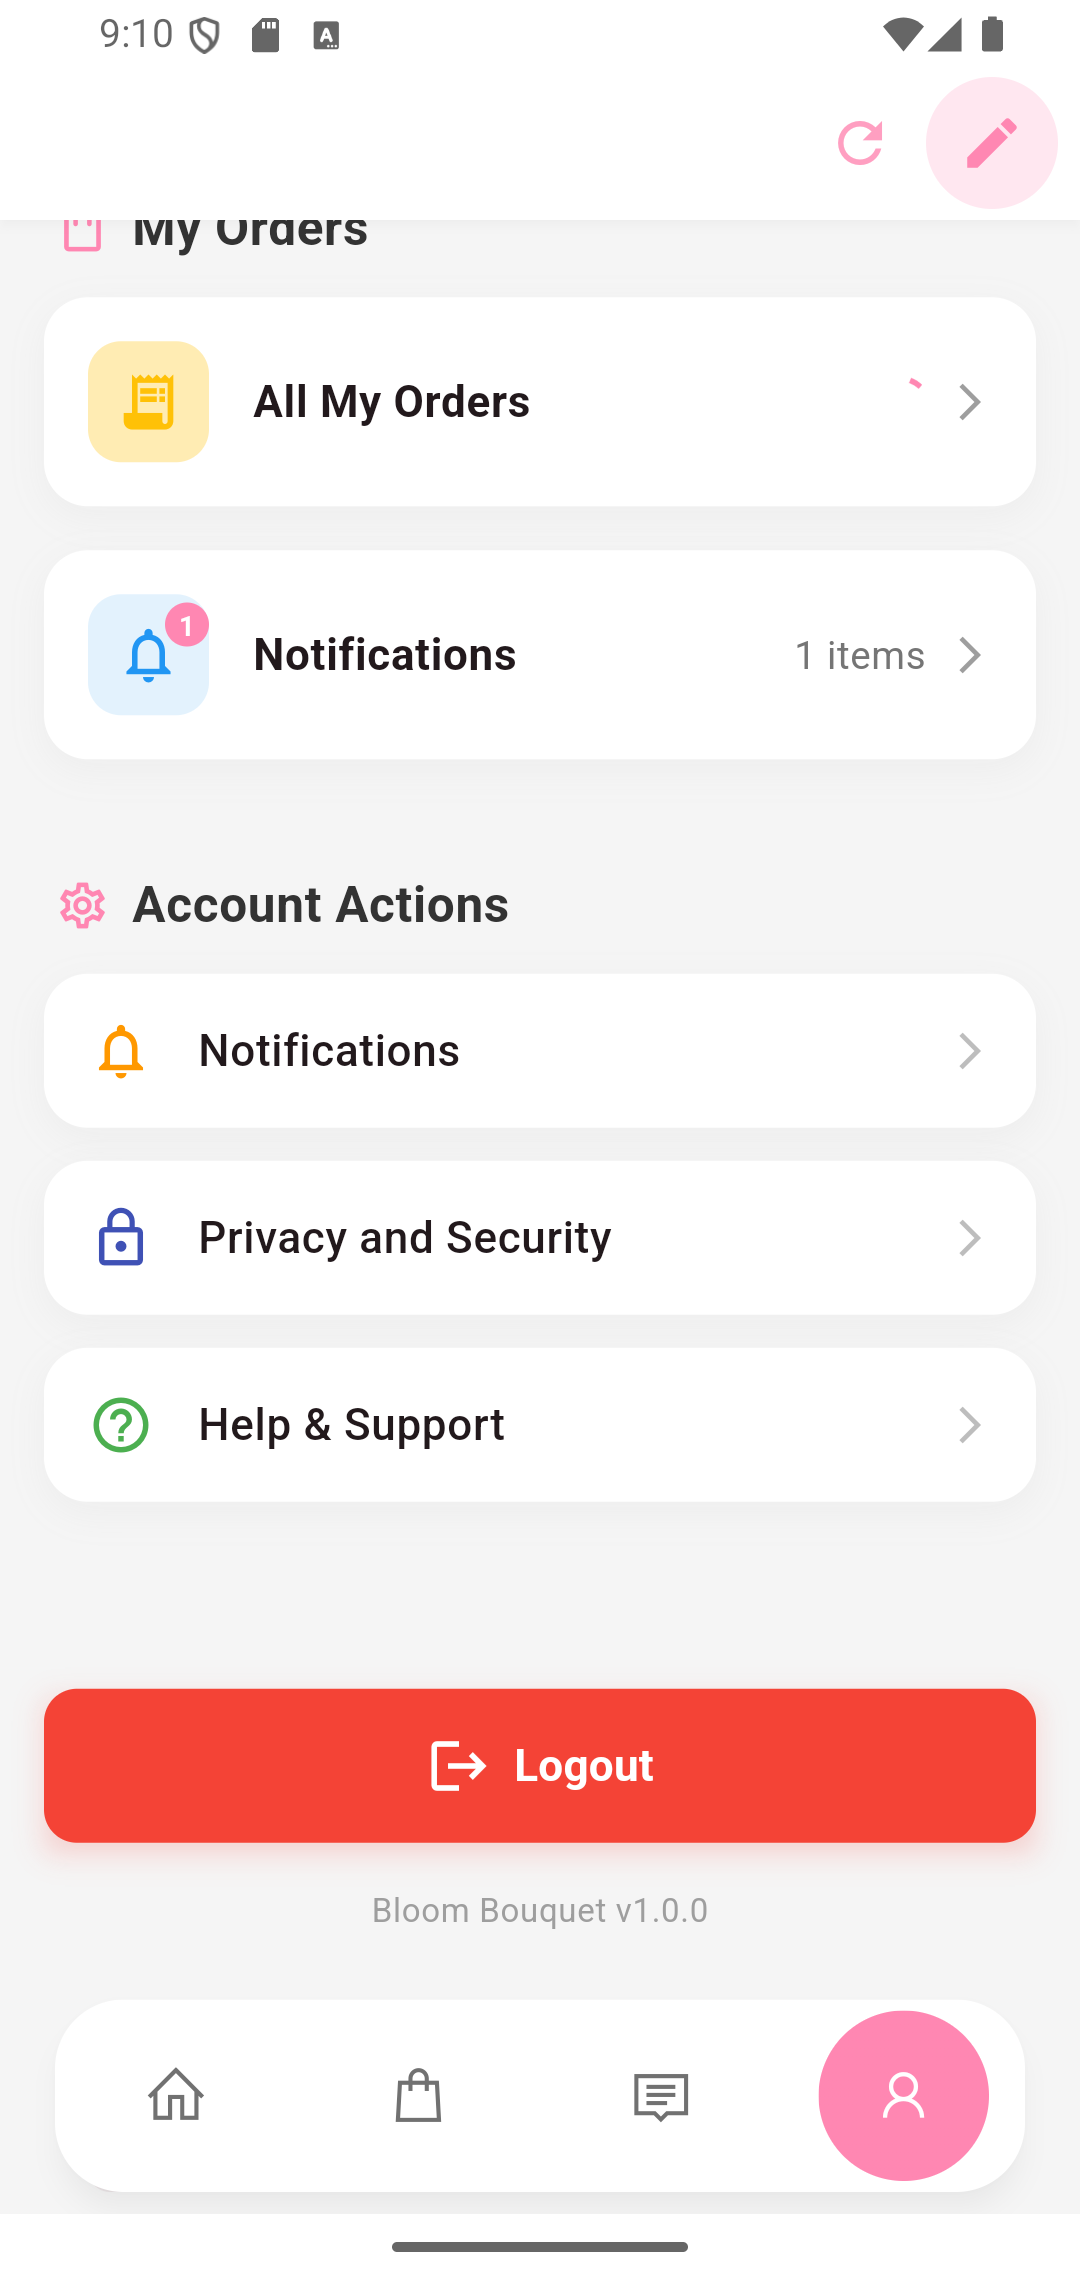 9:10
My Orders
All My Orders
1
Notifications
1 items
Account Actions
Notifications
Privacy and Security
Help & Support
Logout
Bloom Bouquet v1.0.0